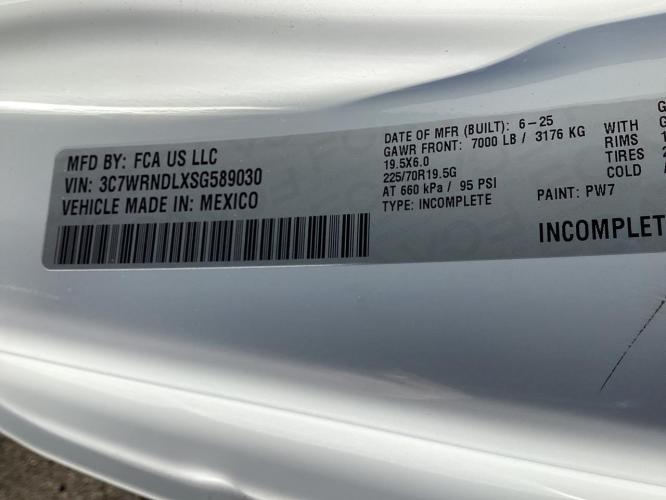 MFD BY: FCA US LLC
VIN: 3C7WRNDLXSG589030
VEHICLE MADE IN: MEXICO
DATE OF MFR (BUILT): 6-25
GAWR FRONT: 7000 LB / 3176 KG
19.5X6.0
225/70R19.5G
AT 660 kPa / 95 PSI
TYPE: INCOMPLETE
PAINT: PW7
RIMS
TIRES
COLD
INCOMPLET